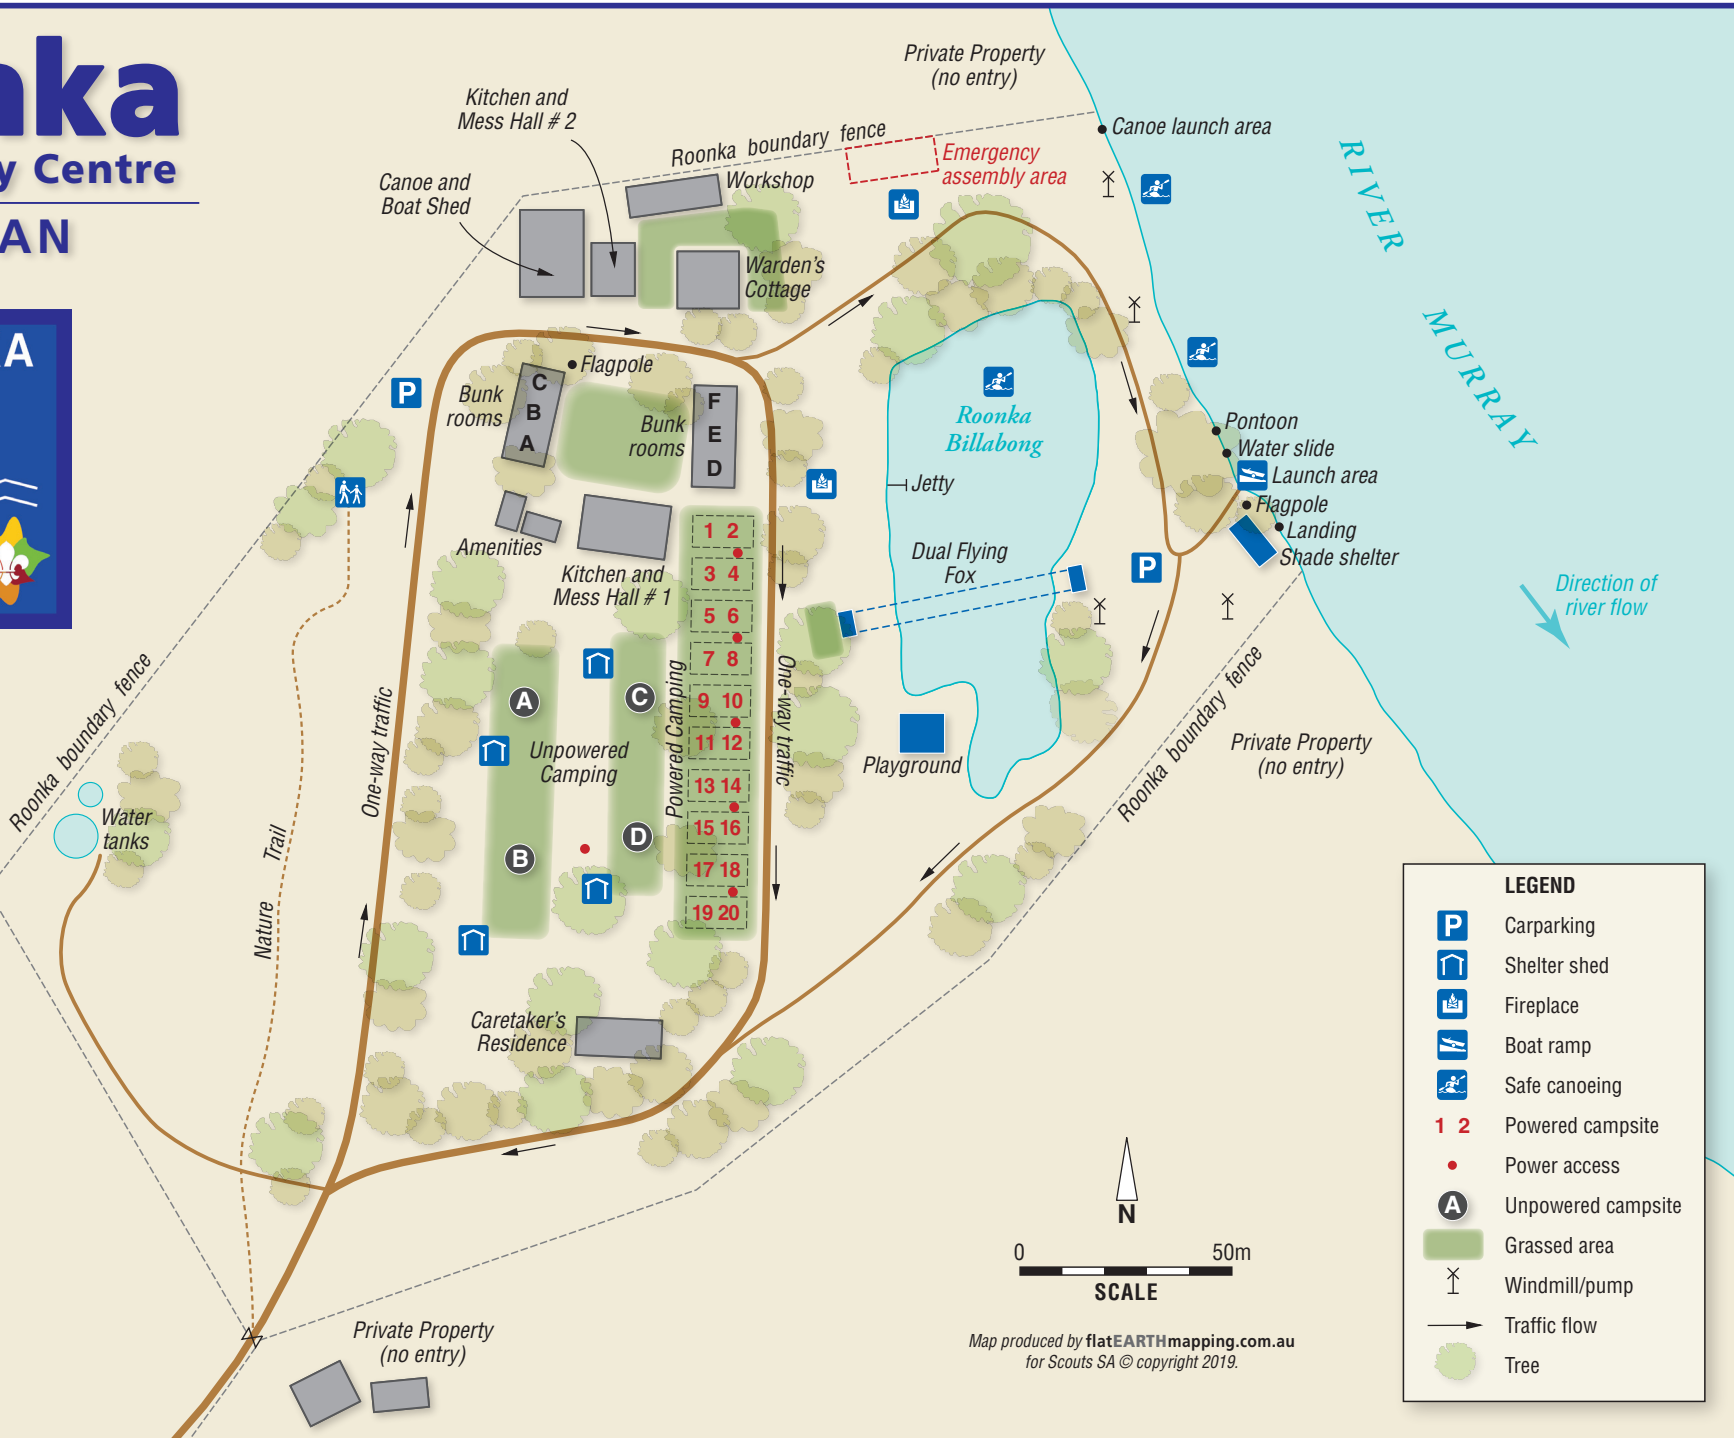 nka
y Centre
AN
A
Private Property
(no entry)
Kitchen and
Mess Hall # 2
Canoe and
Boat Shed
Roonka boundary fence
Workshop
Emergency
assembly area
Canoe launch area
RIVER MURRAY
Warden's
Cottage
Flagpole
P
Bunk
rooms
C
B
A
Bunk
rooms
F
E
D
Roonka
Billabong
Pontoon
Water slide
Launch area
Flagpole
Landing
Shade shelter
Jetty
Amenities
Kitchen and
Mess Hall # 1
Dual Flying
Fox
P
Direction of
river flow
1 2
3 4
5 6
7 8
9 10
11 12
13 14
15 16
17 18
19 20
Powered Camping
One-way traffic
One-way traffic
A
C
Unpowered
Camping
B
D
Playground
Roonka boundary fence
Private Property
(no entry)
Roonka boundary fence
Water
tanks
Nature Trail
Caretaker's
Residence
Private Property
(no entry)
N
0 50m
SCALE
Map produced by flatEARTHmapping.com.au
for Scouts SA © copyright 2019.
LEGEND
P Carparking
Shelter shed
Fireplace
Boat ramp
Safe canoeing
1 2 Powered campsite
Power access
A Unpowered campsite
Grassed area
Windmill/pump
Traffic flow
Tree